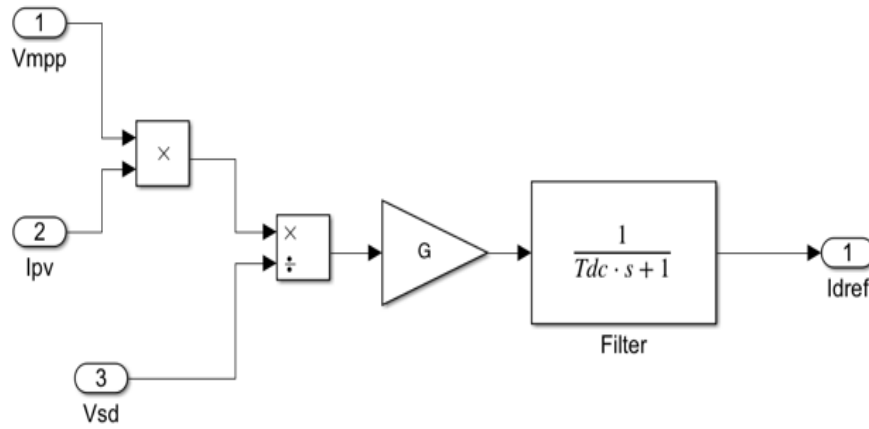 1
Vmpp
×
2
Ipv
×
÷
G
1
Tdc · s + 1
Filter
1
Idref
3
Vsd